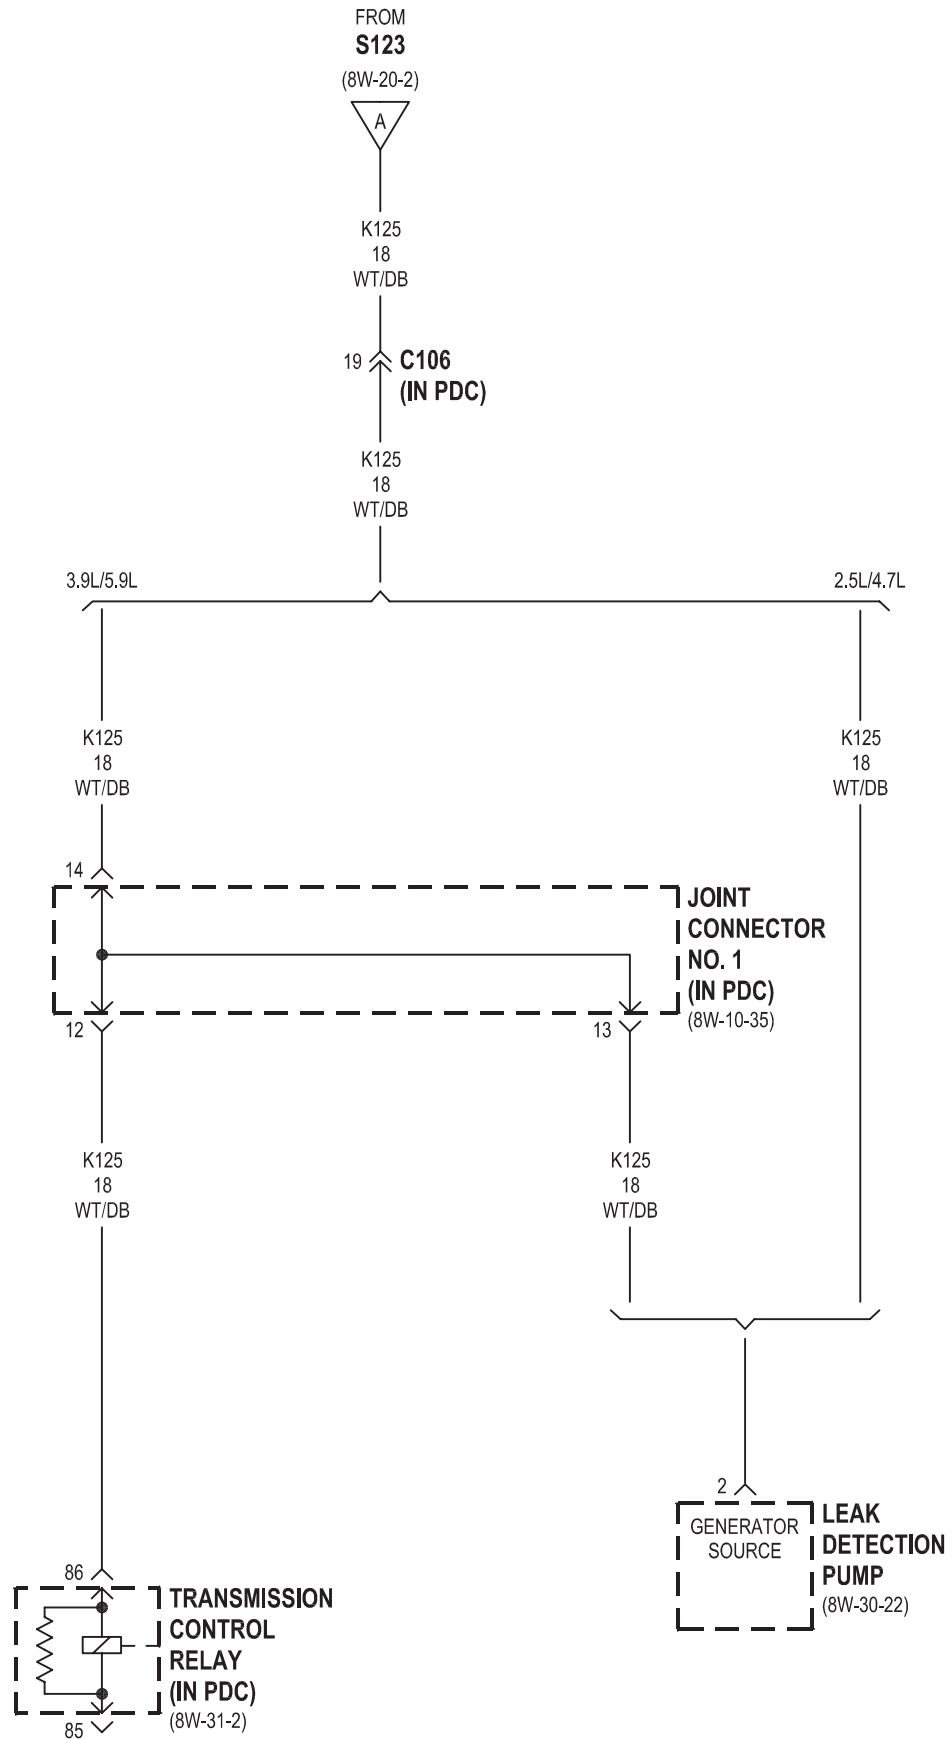 FROM
S123
(8W-20-2)
A
K125
18
WT/DB
19
C106
(IN PDC)
K125
18
WT/DB
3.9L/5.9L
2.5L/4.7L
K125
18
WT/DB
K125
18
WT/DB
14
JOINT
CONNECTOR
NO. 1
(IN PDC)
(8W-10-35)
12
13
K125
18
WT/DB
K125
18
WT/DB
2
GENERATOR
SOURCE
LEAK
DETECTION
PUMP
(8W-30-22)
86
TRANSMISSION
CONTROL
RELAY
(IN PDC)
(8W-31-2)
85